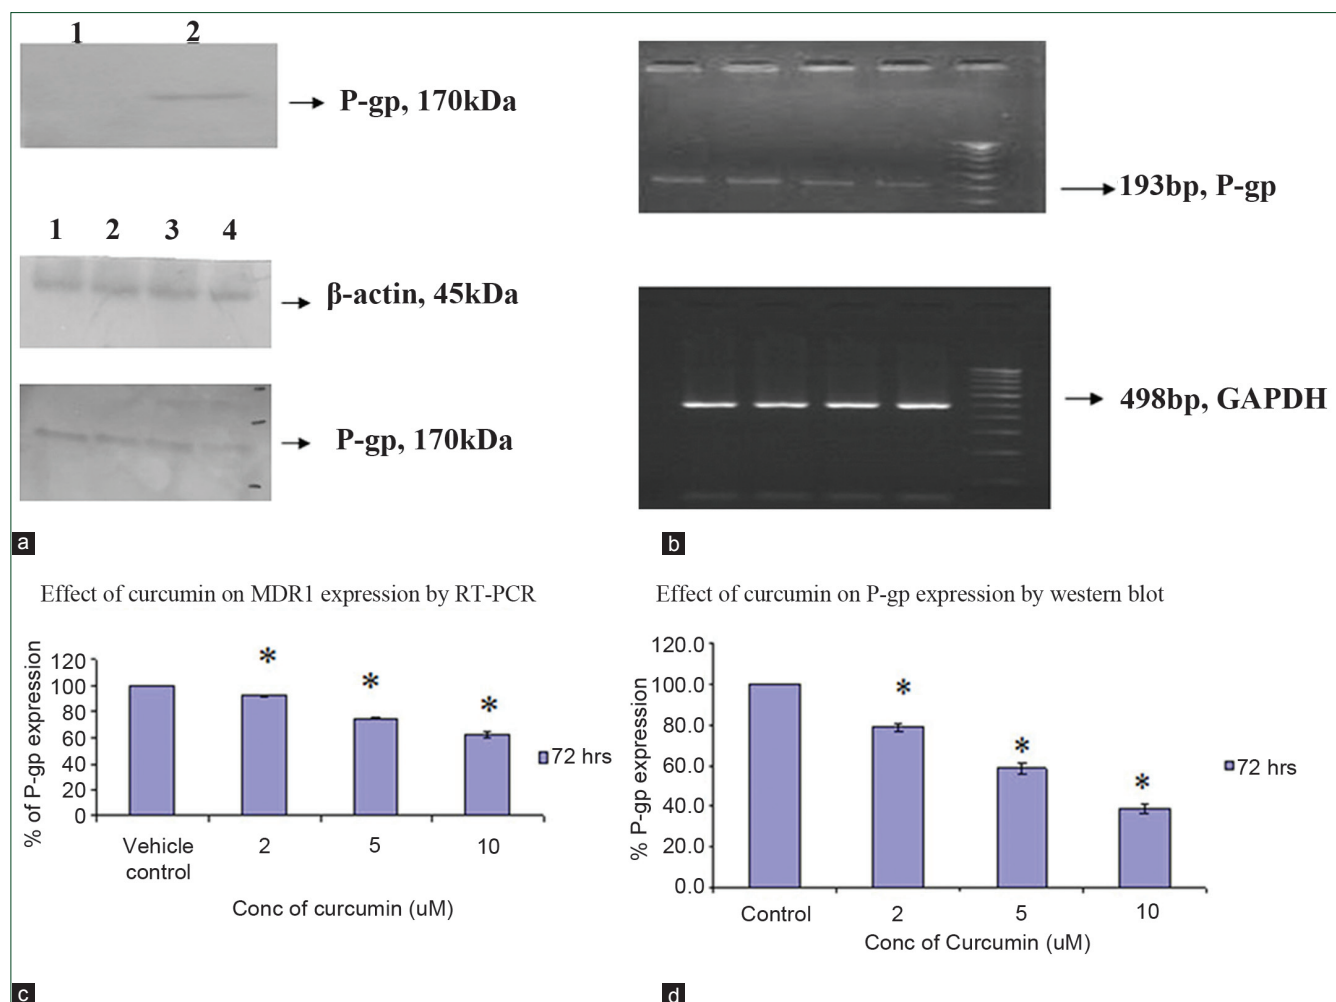 1 2
P-gp, 170kDa
1 2 3 4
β-actin, 45kDa
P-gp, 170kDa
a
193bp, P-gp
498bp, GAPDH
b
Effect of curcumin on MDR1 expression by RT-PCR
% of P-gp expression
120
100
80
60
40
20
0
* * *
Vehicle control 2 5 10
Conc of curcumin (uM)
72 hrs
c
Effect of curcumin on P-gp expression by western blot
% P-gp expression
120.0
100.0
80.0
60.0
40.0
20.0
0.0
* * *
Control 2 5 10
Conc of Curcumin (uM)
72 hrs
d